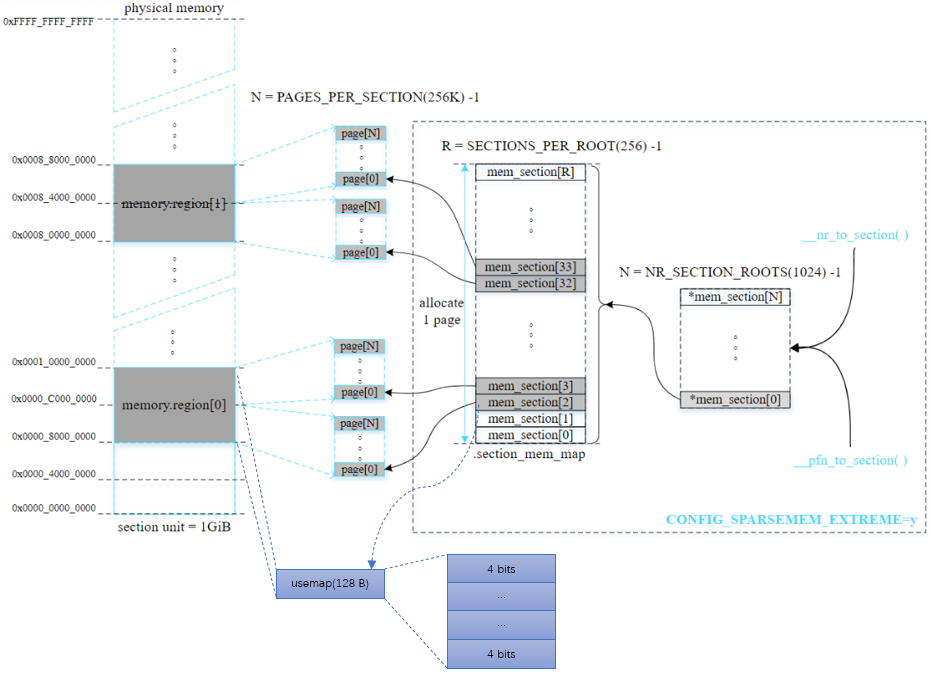 physical memory
0xFFFF_FFFF_FFFF
N = PAGES_PER_SECTION(256K) -1
0x0008_8000_0000
0x0008_4000_0000
0x0008_0000_0000
memory.region[1]
0x0001_0000_0000
0x0000_C000_0000
0x0000_8000_0000
0x0000_4000_0000
0x0000_0000_0000
memory.region[0]
section unit = 1GiB
page[N]
page[0]
page[N]
page[0]
page[N]
page[0]
page[N]
page[0]
R = SECTIONS_PER_ROOT(256) -1
mem_section[R]
mem_section[33]
mem_section[32]
allocate
1 page
mem_section[3]
mem_section[2]
mem_section[1]
mem_section[0]
.section_mem_map
N = NR_SECTION_ROOTS(1024) -1
*mem_section[N]
*mem_section[0]
__nr_to_section( )
__pfn_to_section( )
CONFIG_SPARSEMEM_EXTREME=y
usemap(128 B)
4 bits
...
...
4 bits